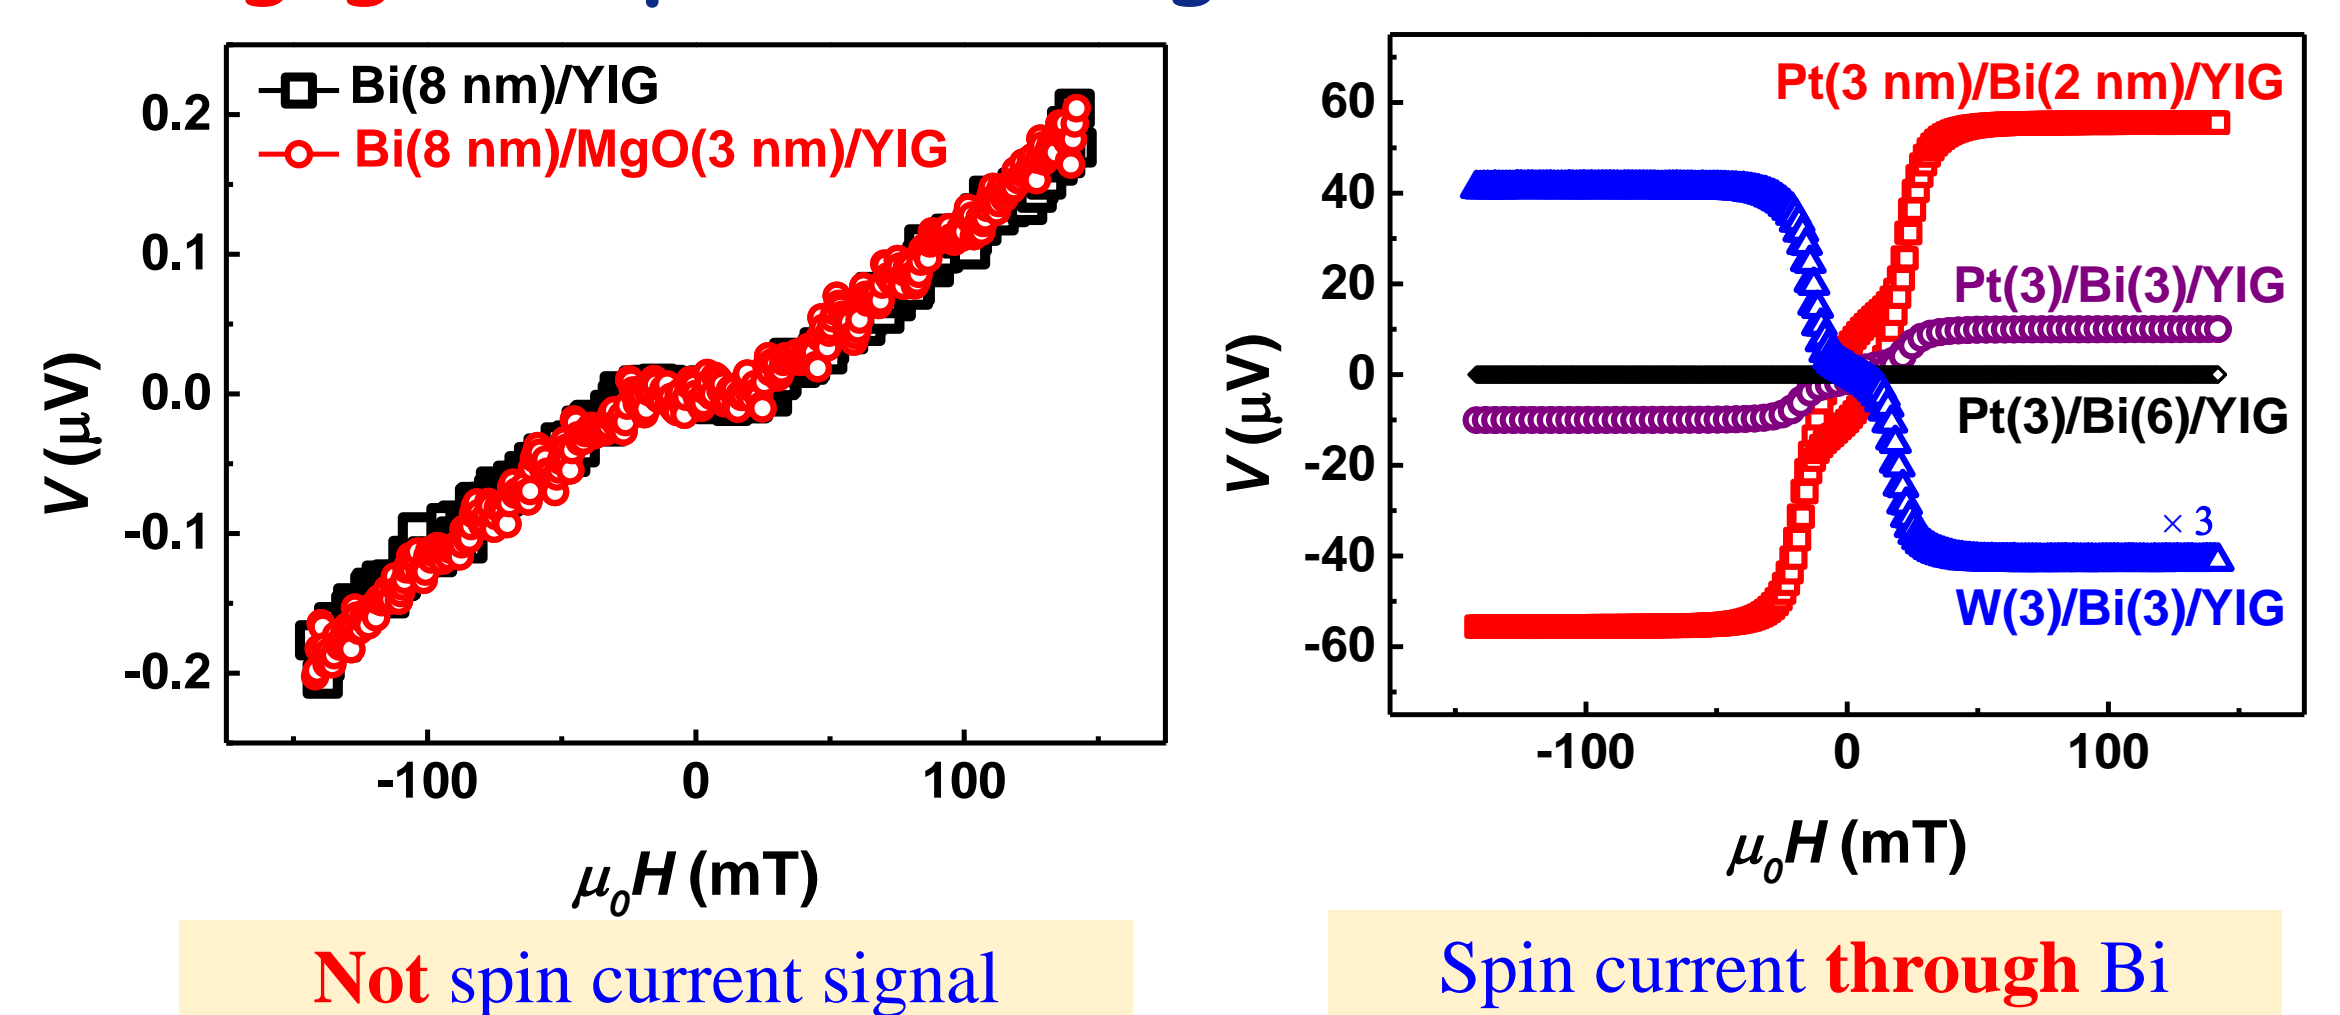 Bi(8 nm)/YIG
Bi(8 nm)/MgO(3 nm)/YIG
0.2
0.1
0.0
-0.1
-0.2
V (μV)
-100
0
100
μ₀H (mT)
Not spin current signal
Pt(3 nm)/Bi(2 nm)/YIG
Pt(3)/Bi(3)/YIG
Pt(3)/Bi(6)/YIG
× 3
W(3)/Bi(3)/YIG
60
40
20
0
-20
-40
-60
V (μV)
-100
0
100
μ₀H (mT)
Spin current through Bi